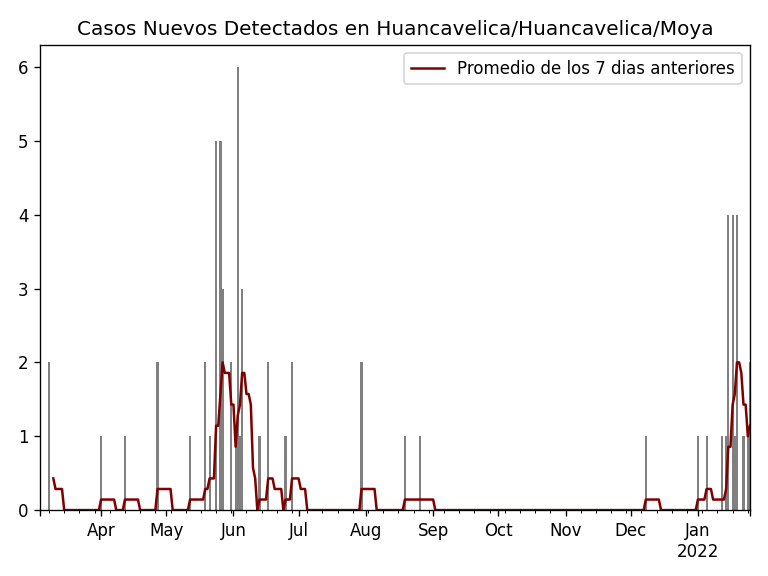 Casos Nuevos Detectados en Huancavelica/Huancavelica/Moya
Promedio de los 7 dias anteriores
6
5
4
3
2
1
0
Apr May Jun Jul Aug Sep Oct Nov Dec Jan
2022